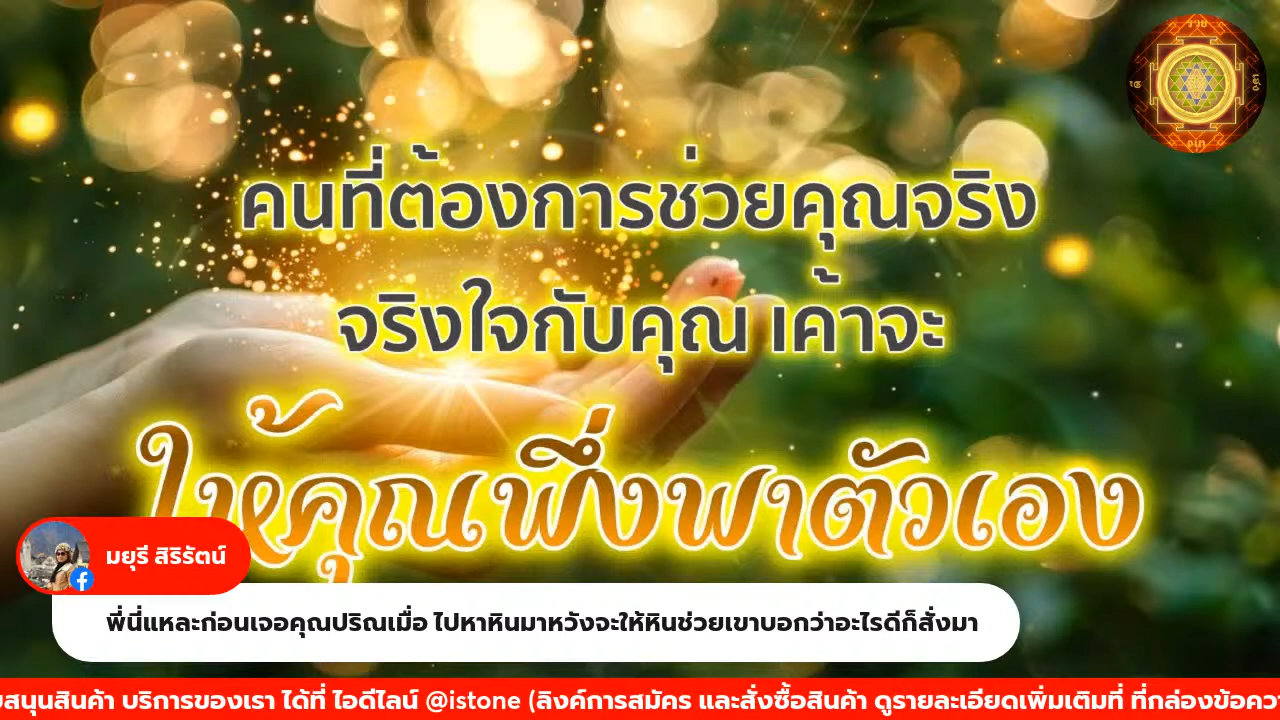 รวย
เฮง
คนที่ต้องการช่วยคุณจริง
จริงใจกับคุณ เค้าจะ
ให้คุณพึ่งพาตัวเอง
มยุรี สิริรัตน์
พี่นี่แหละก่อนเจอคุณปริณเมื่อ ไปหาหินมาหวังจะให้หินช่วยเขาบอกว่าอะไรดีก็สั่งมา
สนุนสินค้า บริการของเรา ได้ที่ ไอดีไลน์ @istone (ลิงค์การสมัคร และสั่งซื้อสินค้า ดูรายละเอียดเพิ่มเติมที่ ที่กล่องข้อคว